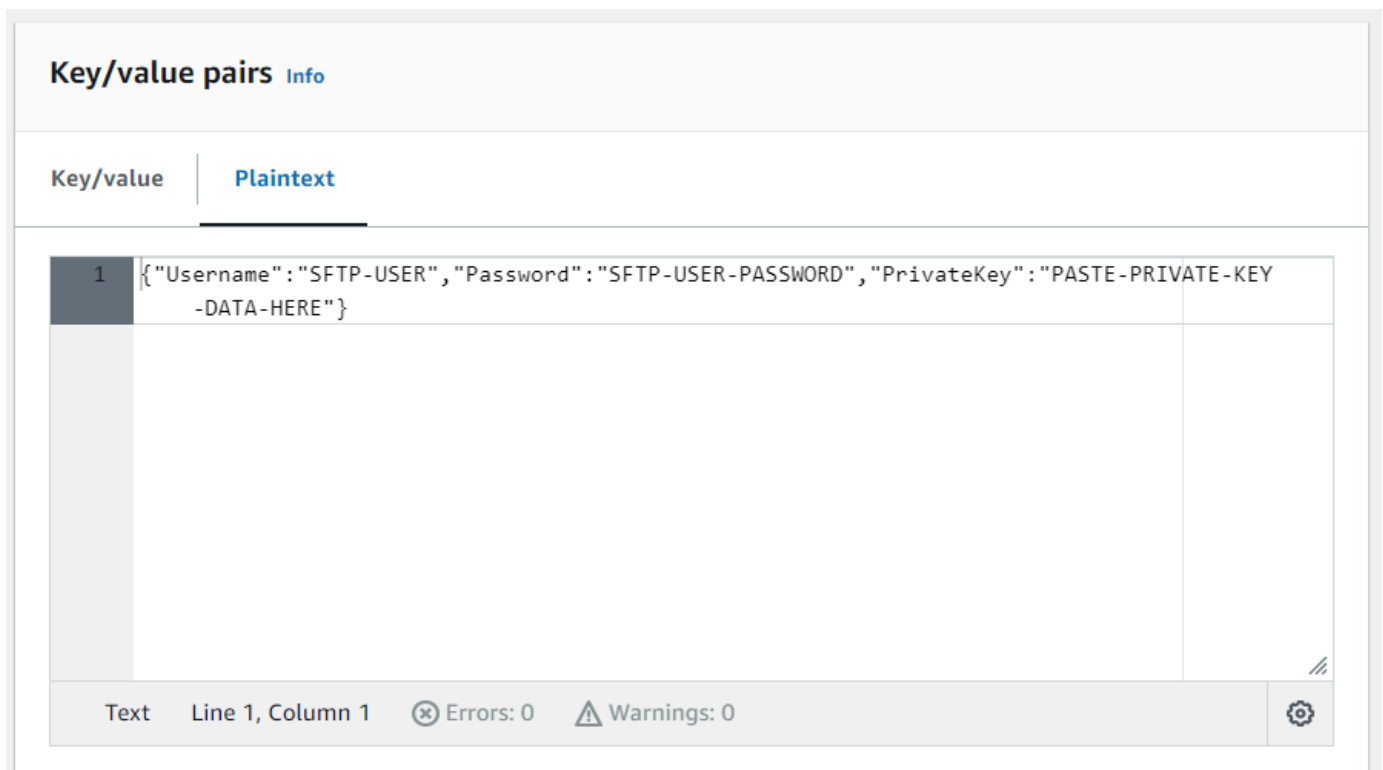 Key/value pairs Info
Key/value Plaintext
1 {"Username":"SFTP-USER","Password":"SFTP-USER-PASSWORD","PrivateKey":"PASTE-PRIVATE-KEY
-DATA-HERE"}
Text Line 1, Column 1 Errors: 0 Warnings: 0